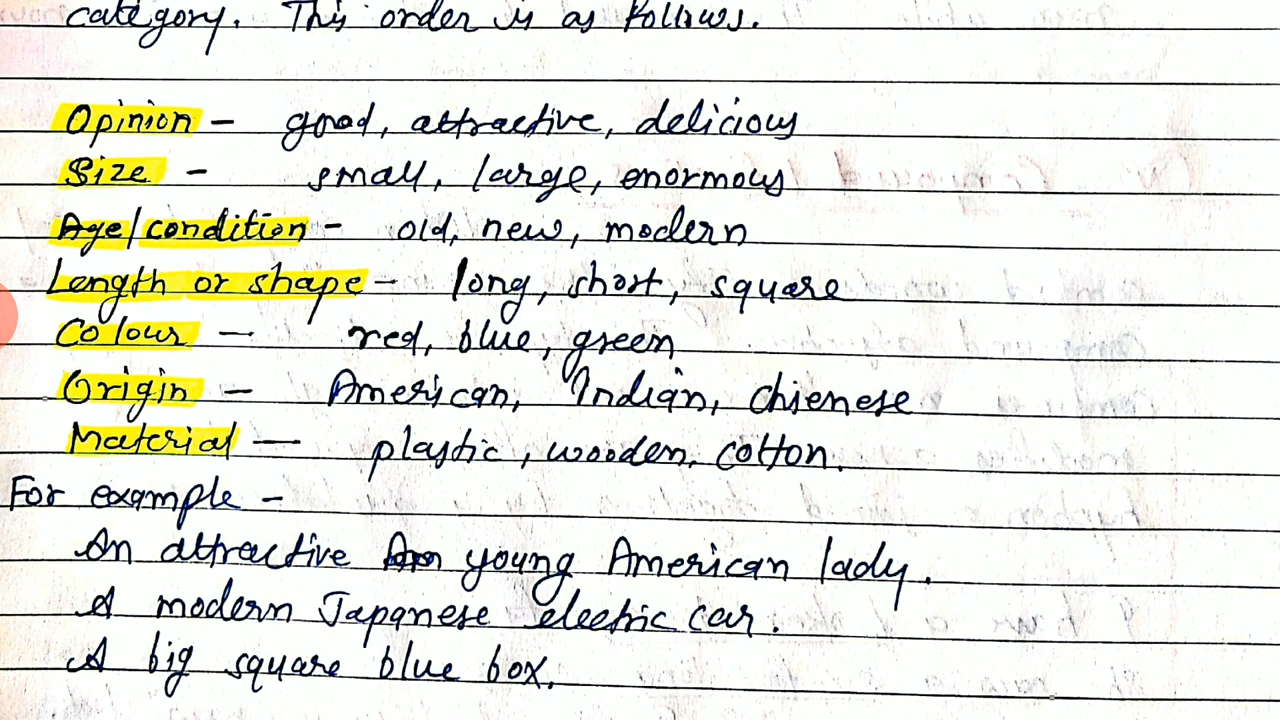 category. This order is as follows.
Opinion - good, attractive, delicious
Size - small, large, enormous
Age/condition - old, new, modern
Length or shape - long, short, square
Colour - red, blue, green
Origin - American, Indian, Chienese
Material - plastic, wooden, cotton.
For example -
An attractive young American lady.
A modern Japanese electric car.
A big square blue box.